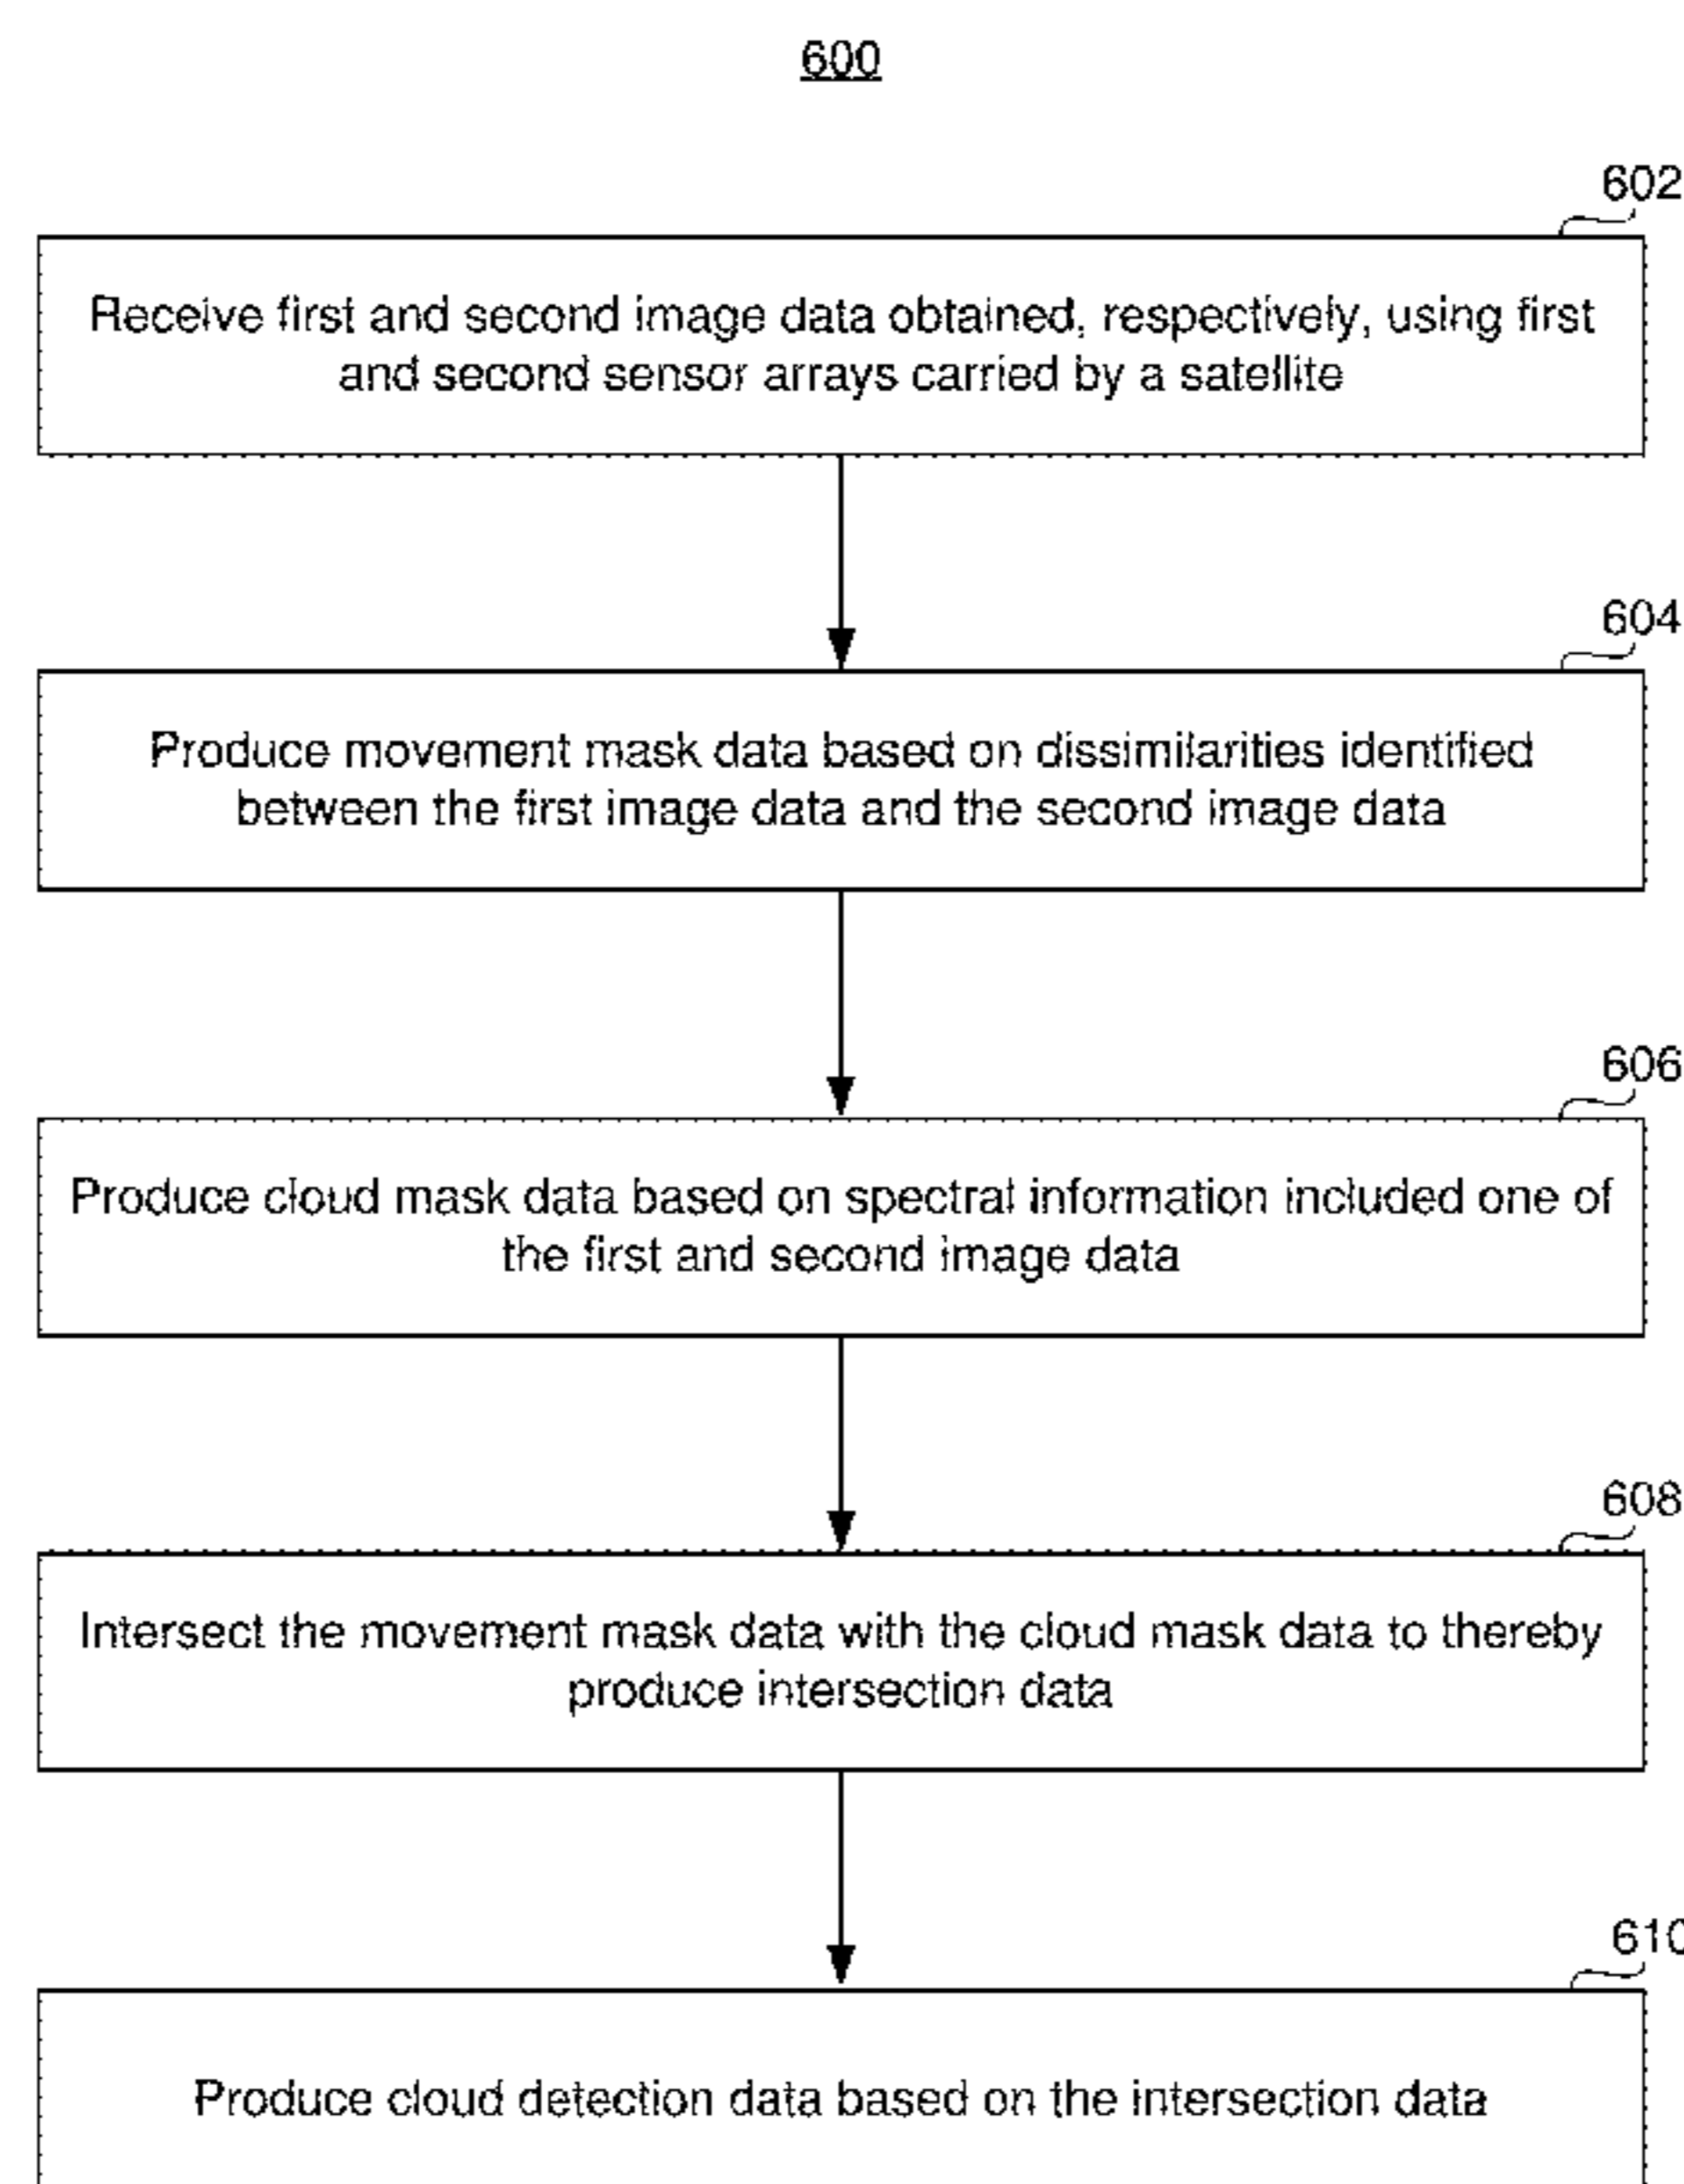 600
602
Receive first and second image data obtained, respectively, using first
and second sensor arrays carried by a satellite
604
Produce movement mask data based on dissimilarities identified
between the first image data and the second image data
606
Produce cloud mask data based on spectral information included one of
the first and second image data
608
Intersect the movement mask data with the cloud mask data to thereby
produce intersection data
610
Produce cloud detection data based on the intersection data